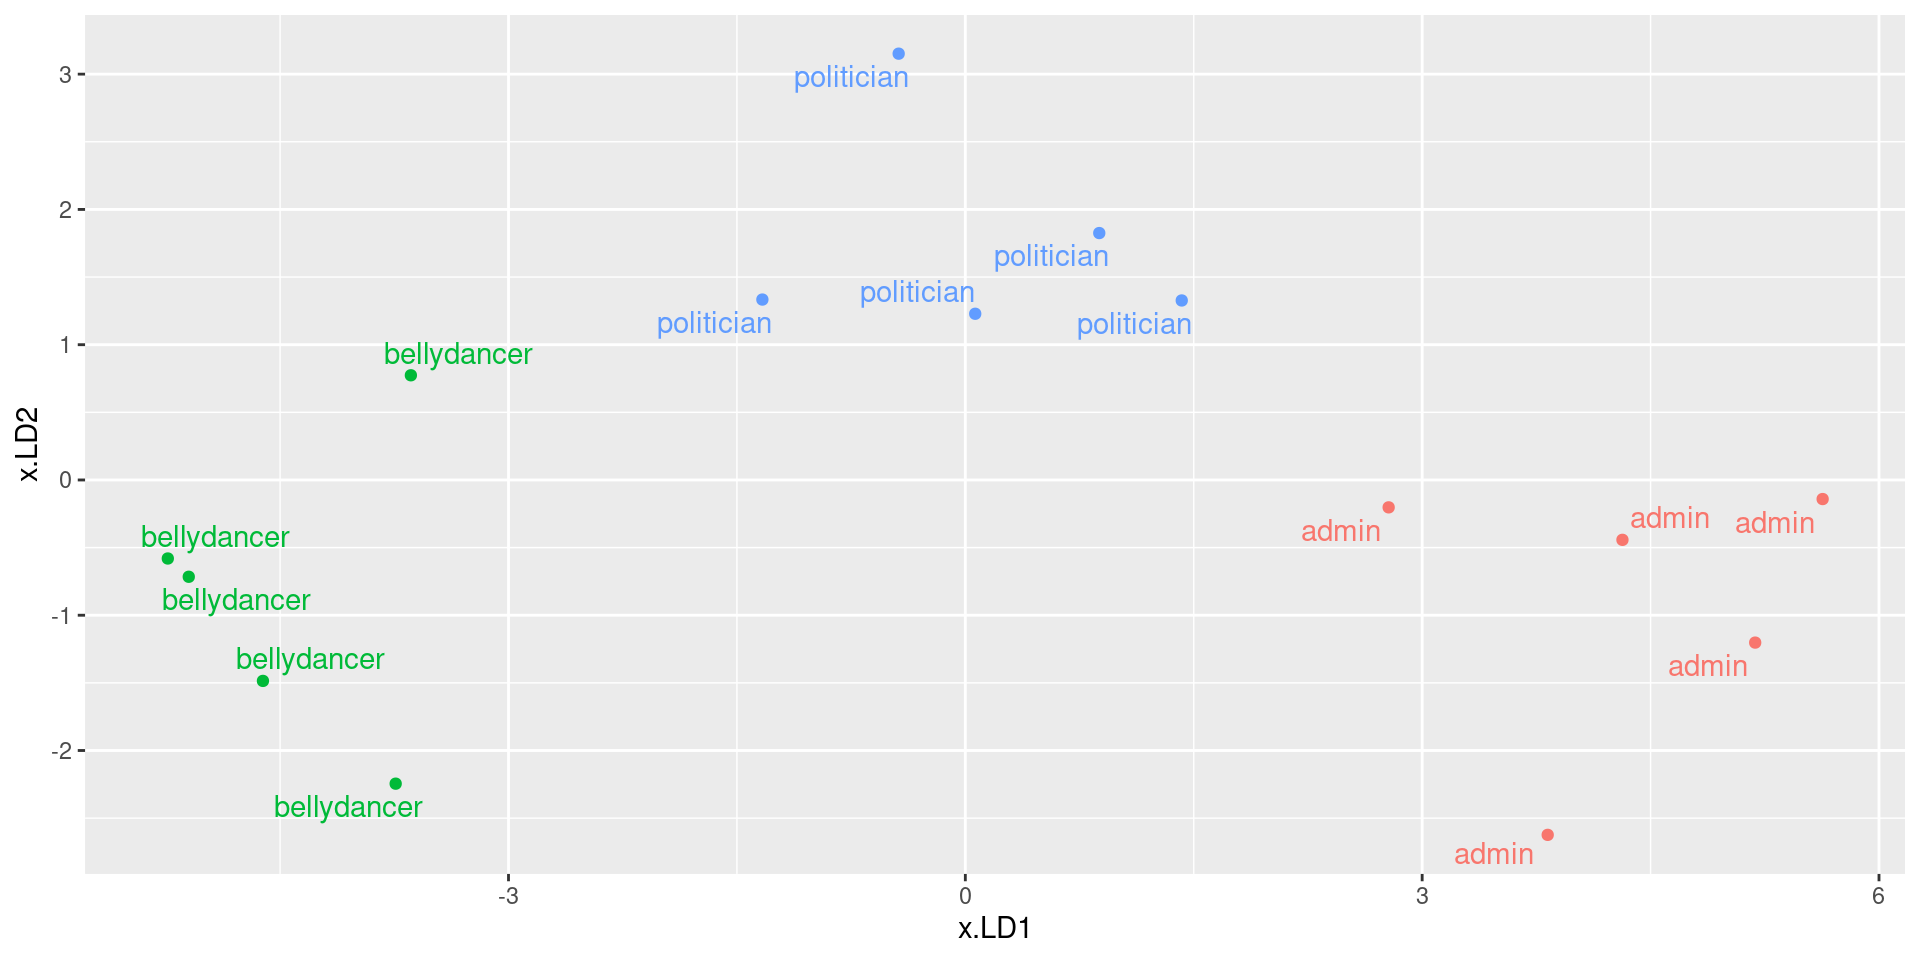 3
politician
2
politician
politician
politician
politician
1
bellydancer
x.LD2
0
admin
admin
admin
bellydancer
bellydancer
-1
bellydancer
admin
-2
bellydancer
admin
-3
0
3
6
x.LD1